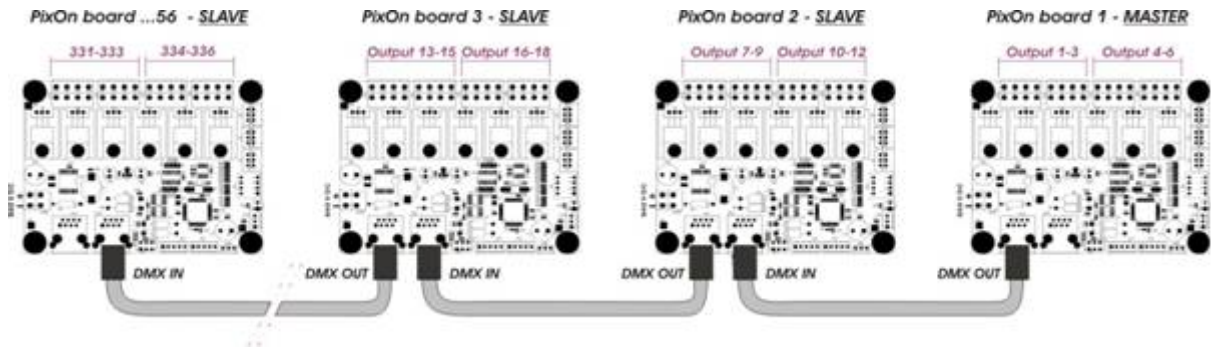 PixOn board ...56 - SLAVE
PixOn board 3 - SLAVE
PixOn board 2 - SLAVE
PixOn board 1 - MASTER
331-333
334-336
Output 13-15
Output 16-18
Output 7-9
Output 10-12
Output 1-3
Output 4-6
DMX IN
DMX OUT
DMX IN
DMX OUT
DMX IN
DMX OUT